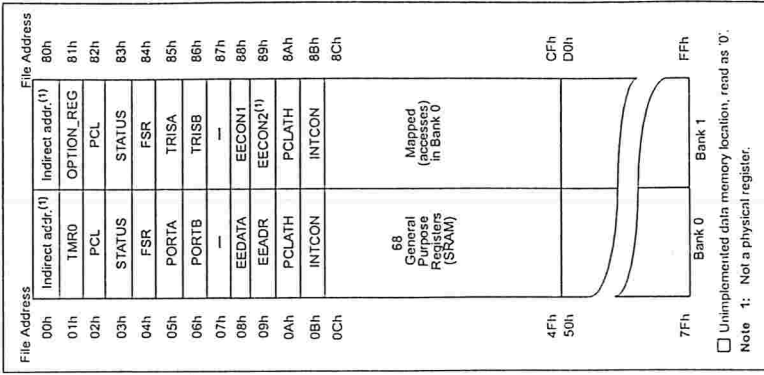 File Address File Address
00h Indirect addr.(1) Indirect addr.(1) 80h
01h TMR0 OPTION_REG 81h
02h PCL PCL 82h
03h STATUS STATUS 83h
04h FSR FSR 84h
05h PORTA TRISA 85h
06h PORTB TRISB 86h
07h — — 87h
08h EEDATA EECON1 88h
09h EEADR EECON2(1) 89h
0Ah PCLATH PCLATH 8Ah
0Bh INTCON INTCON 8Bh
0Ch 8Ch
68
General
Purpose
Registers
(SRAM)
Mapped
(accesses)
in Bank 0
4Fh CFh
50h D0h
7Fh FFh
Bank 0 Bank 1
Unimplemented data memory location, read as '0'.
Note 1: Not a physical register.